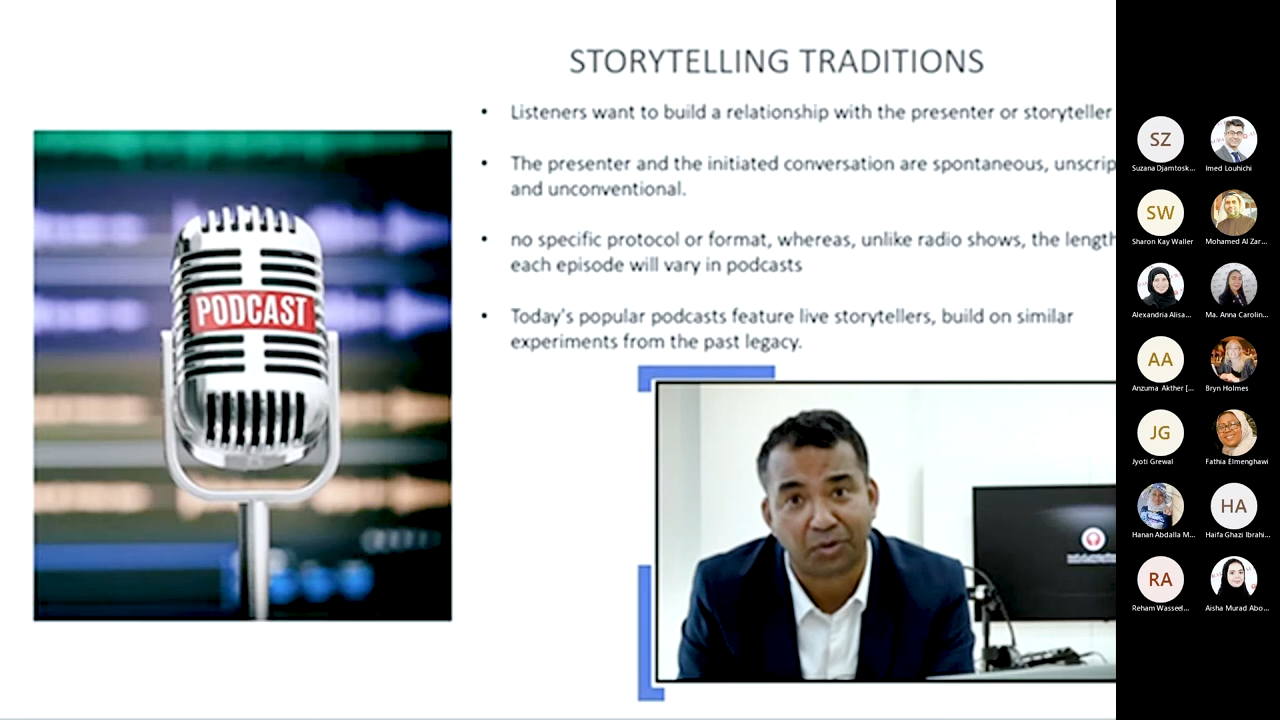 STORYTELLING TRADITIONS
• Listeners want to build a relationship with the presenter or storyteller
• The presenter and the initiated conversation are spontaneous, unscrip
and unconventional.
• no specific protocol or format, whereas, unlike radio shows, the length
each episode will vary in podcasts
• Today's popular podcasts feature live storytellers, build on similar
experiments from the past legacy.
PODCAST
SZ
Suzana Djamtosk...
Imed Louhichi
SW
Sharon Kay Waller
Mohamed Al Zar...
Alexandria Alisa...
Ma. Anna Carolin...
AA
Anzuma Akther [...
Bryn Holmes
JG
Jyoti Grewal
Fathia Elmenghawi
Hanan Abdalla M...
HA
Haifa Ghazi Ibrahi...
RA
Reham Wasseel...
Aisha Murad Abo...